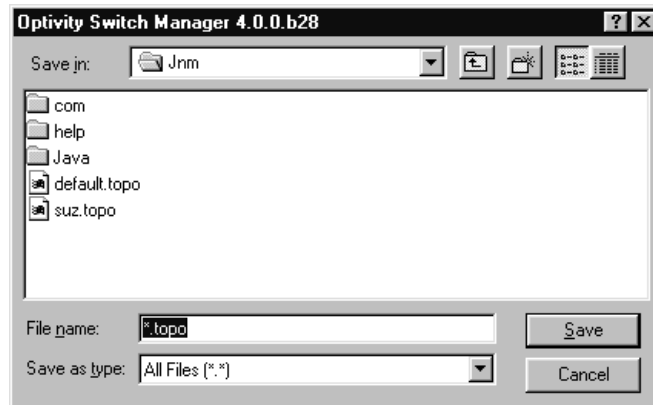 Optivity Switch Manager 4.0.0.b28
Save in: Jnm
com
help
Java
default.topo
suz.topo
File name: *.topo Save
Save as type: All Files (*.*) Cancel